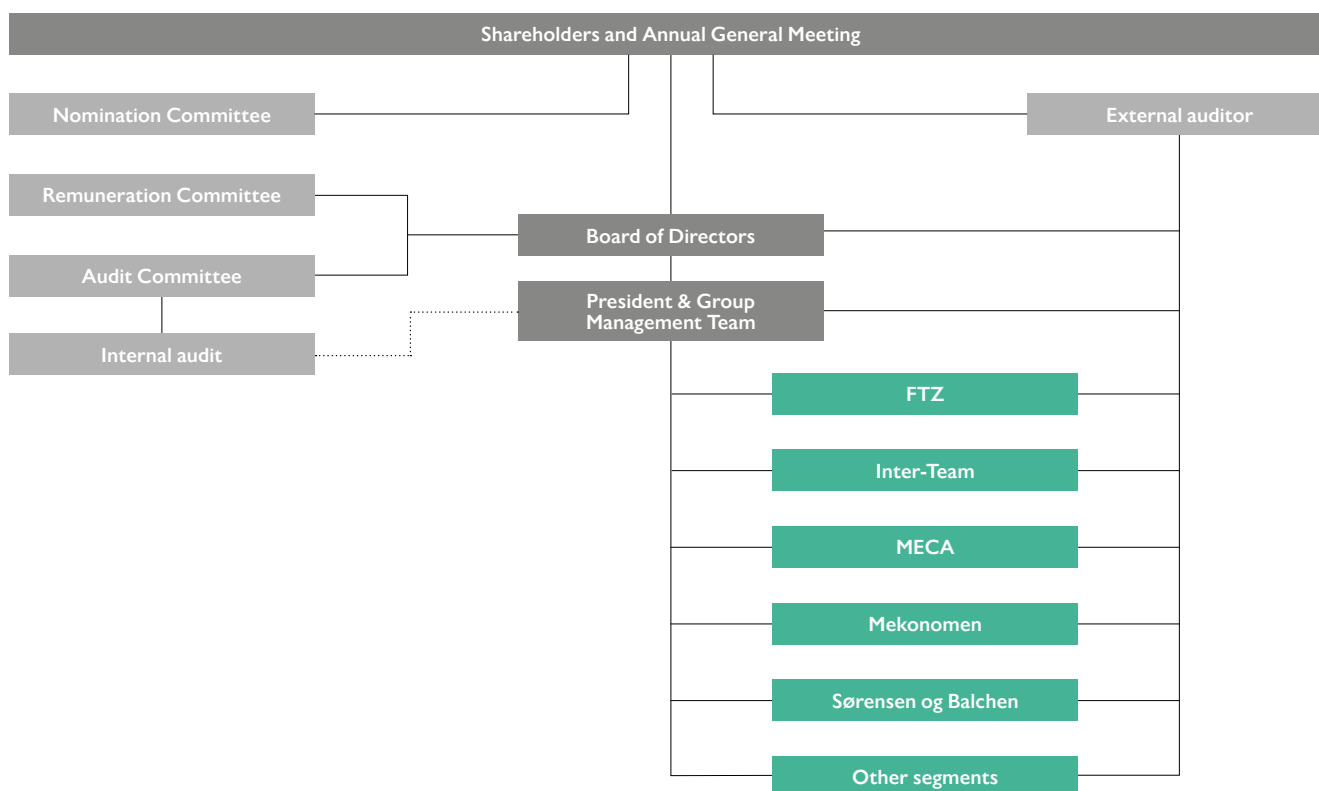 Shareholders and Annual General Meeting
Nomination Committee
External auditor
Remuneration Committee
Board of Directors
Audit Committee
President & Group
Management Team
Internal audit
FTZ
Inter-Team
MECA
Mekonomen
Sørensen og Balchen
Other segments